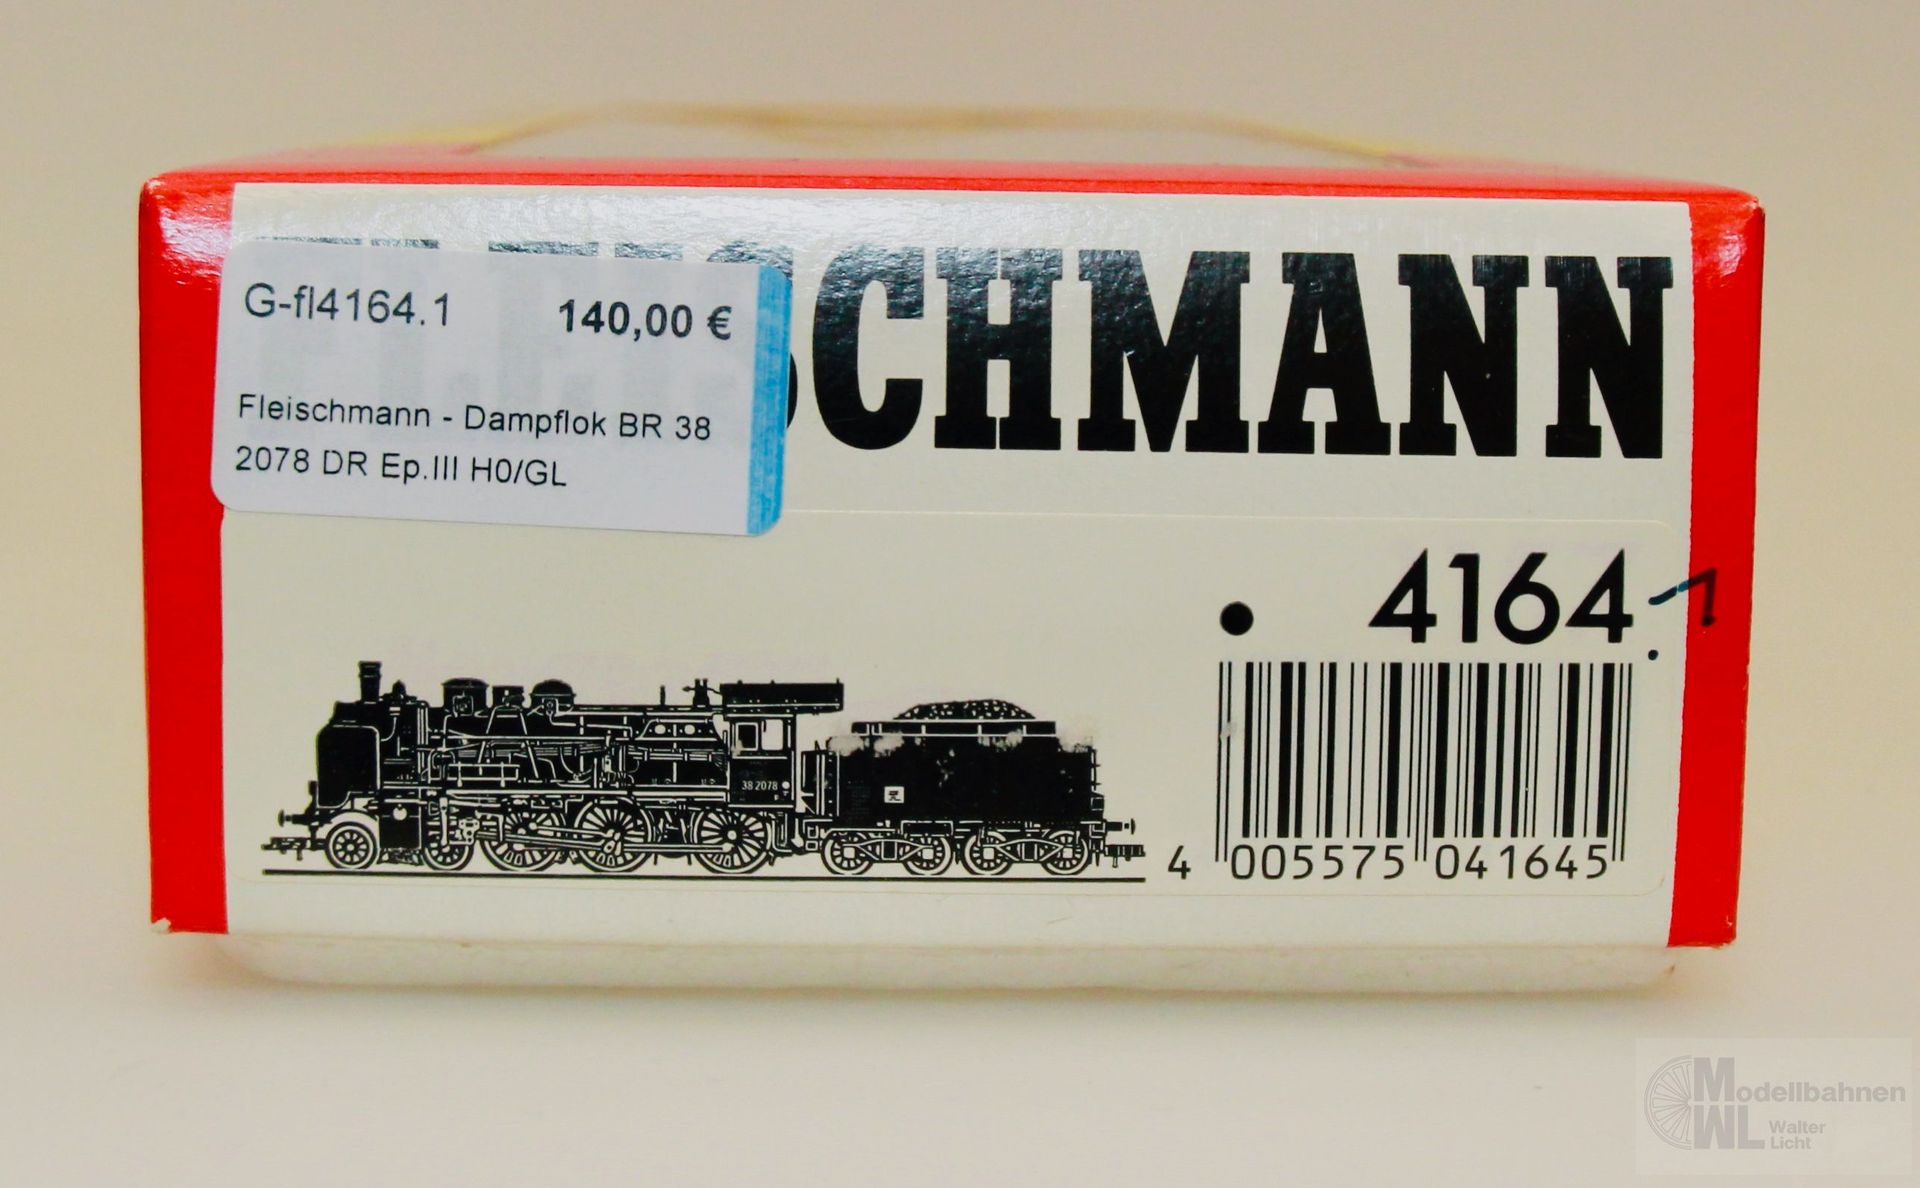 G-fl4164.1 140,00 €
Fleischmann - Dampflok BR 38
2078 DR Ep.III H0/GL
FLEISCHMANN
4164 -1
38 2078
4 005575 041645
Modellbahnen
WL Walter
Licht